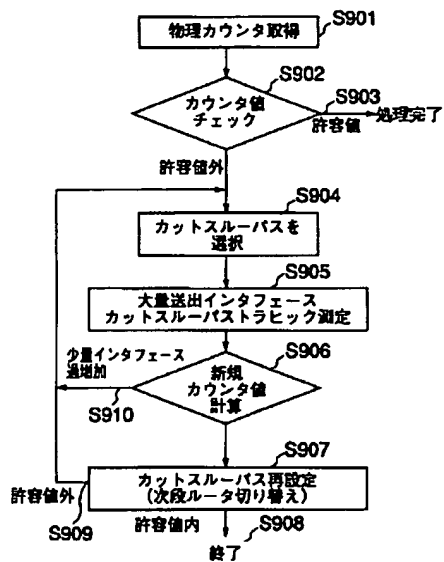 S901
物理カウンタ取得
S902
カウンタ値
チェック
S903
許容値
処理完了
許容値外
S904
カットスルーパスを
選択
S905
大量送出インタフェース
カットスルーパストラヒック測定
S906
少量インタフェース
過増加
新規
カウンタ値
計算
S910
S907
カットスルーパス再設定
(次段ルータ切り替え)
許容値外
S909
許容値内
S908
終了